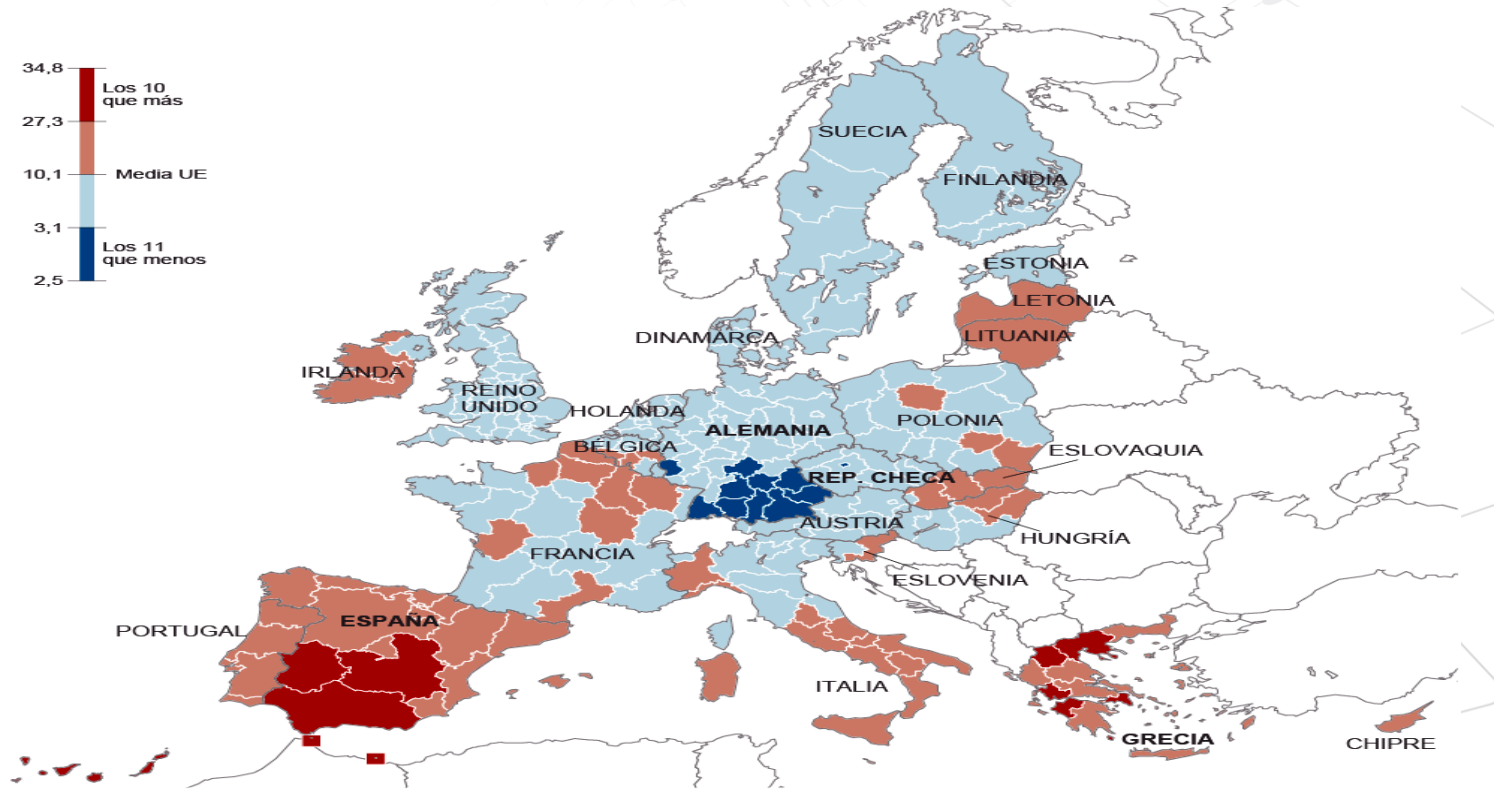 34,8
Los 10
que más
27,3
10,1
Media UE
3,1
Los 11
que menos
2,5
SUECIA
FINLANDIA
ESTONIA
LETONIA
LITUANIA
DINAMARCA
IRLANDA
REINO
UNIDO
HOLANDA
BÉLGICA
ALEMANIA
POLONIA
ESLOVAQUIA
REP. CHECA
AUSTRIA
HUNGRÍA
FRANCIA
ESLOVENIA
PORTUGAL
ESPAÑA
ITALIA
GRECIA
CHIPRE